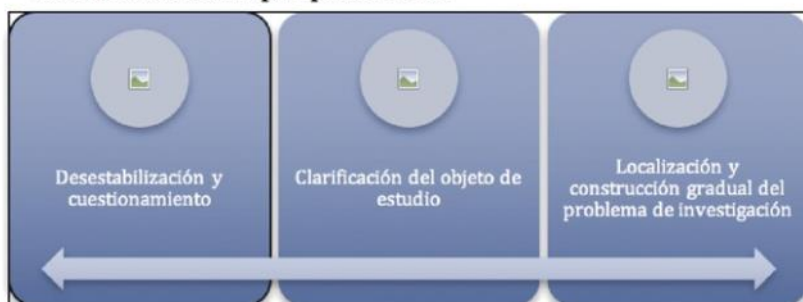 Desestabilización y
cuestionamiento
Clarificación del objeto de
estudio
Localización y
construcción gradual del
problema de investigación